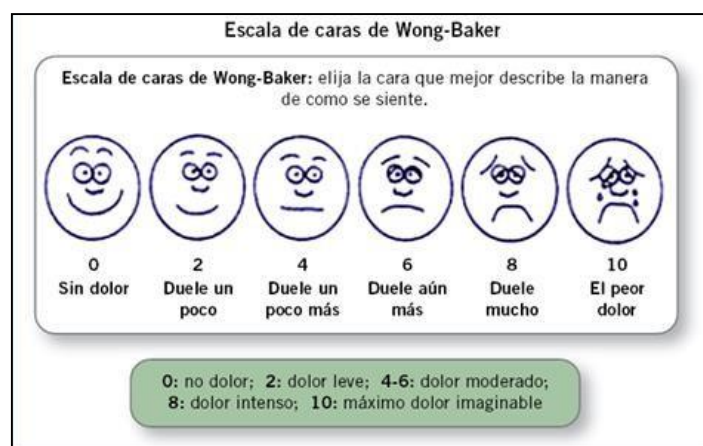 Escala de caras de Wong-Baker
Escala de caras de Wong-Baker: elija la cara que mejor describe la manera
de como se siente.
0 2 4 6 8 10
Sin dolor Duele un Duele un Duele aún Duele El peor
poco poco más más mucho dolor
0: no dolor; 2: dolor leve; 4-6: dolor moderado;
8: dolor intenso; 10: máximo dolor imaginable